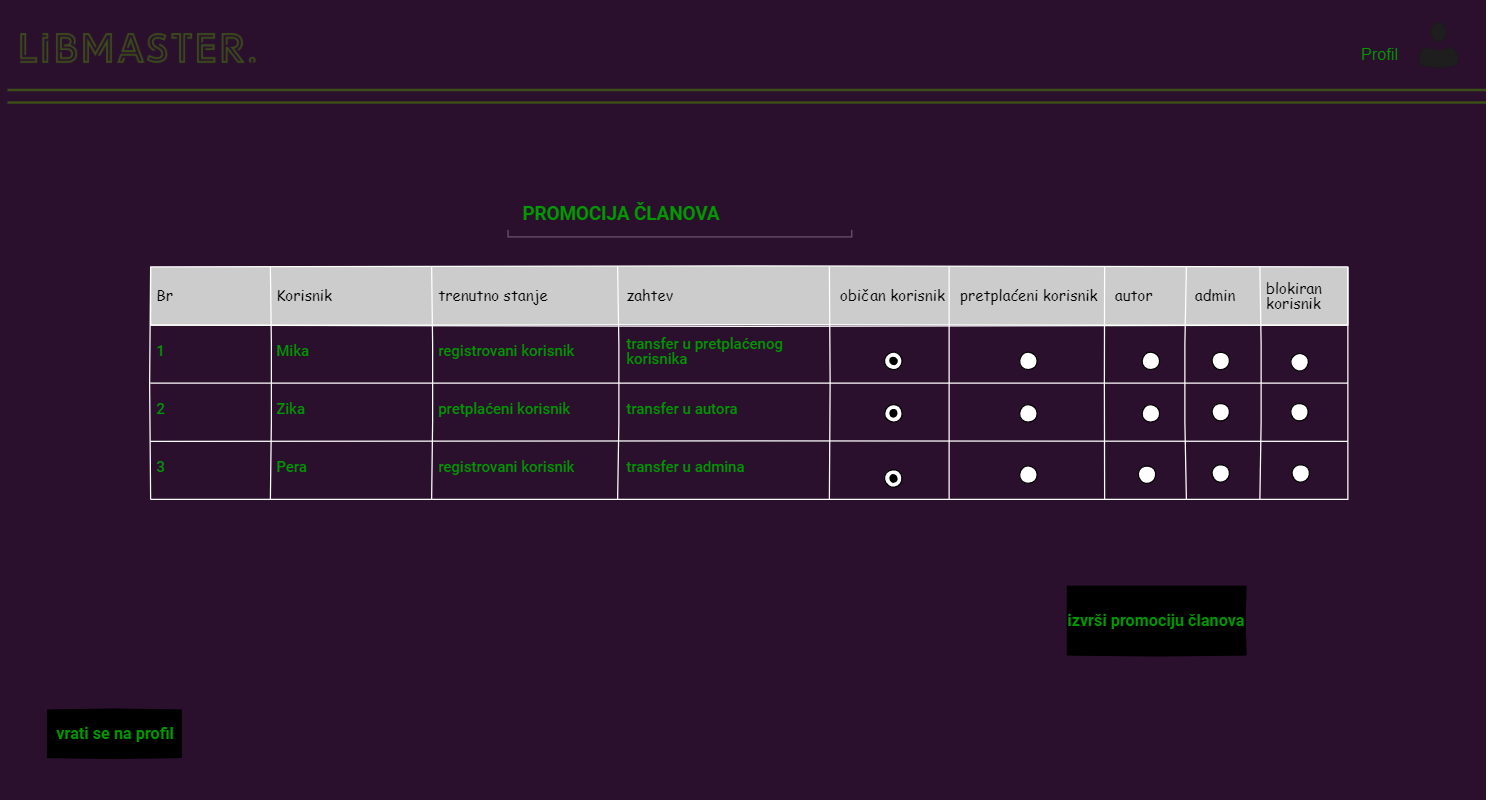 LiBMASTER.
Profil
PROMOCIJA ČLANOVA
Br Korisnik trenutno stanje zahtev običan korisnik pretplaćeni korisnik autor admin blokiran
korisnik
1 Mika registrovani korisnik transfer u pretplaćenog
korisnika
2 Zika pretplaćeni korisnik transfer u autora
3 Pera registrovani korisnik transfer u admina
izvrši promociju članova
vrati se na profil